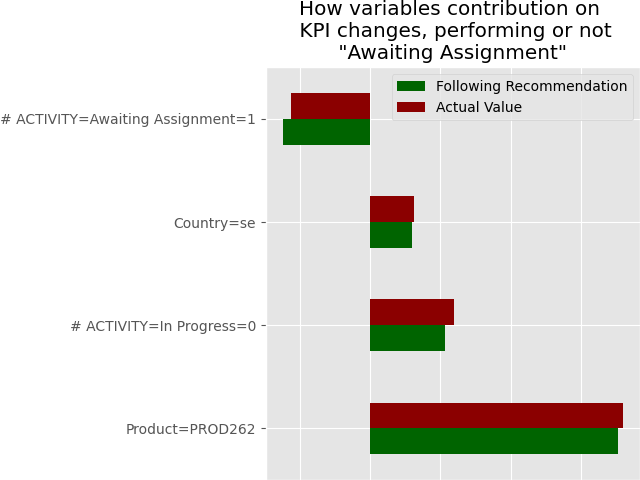 How variables contribution on
KPI changes, performing or not
"Awaiting Assignment"
Following Recommendation
Actual Value
# ACTIVITY=Awaiting Assignment=1
Country=se
# ACTIVITY=In Progress=0
Product=PROD262